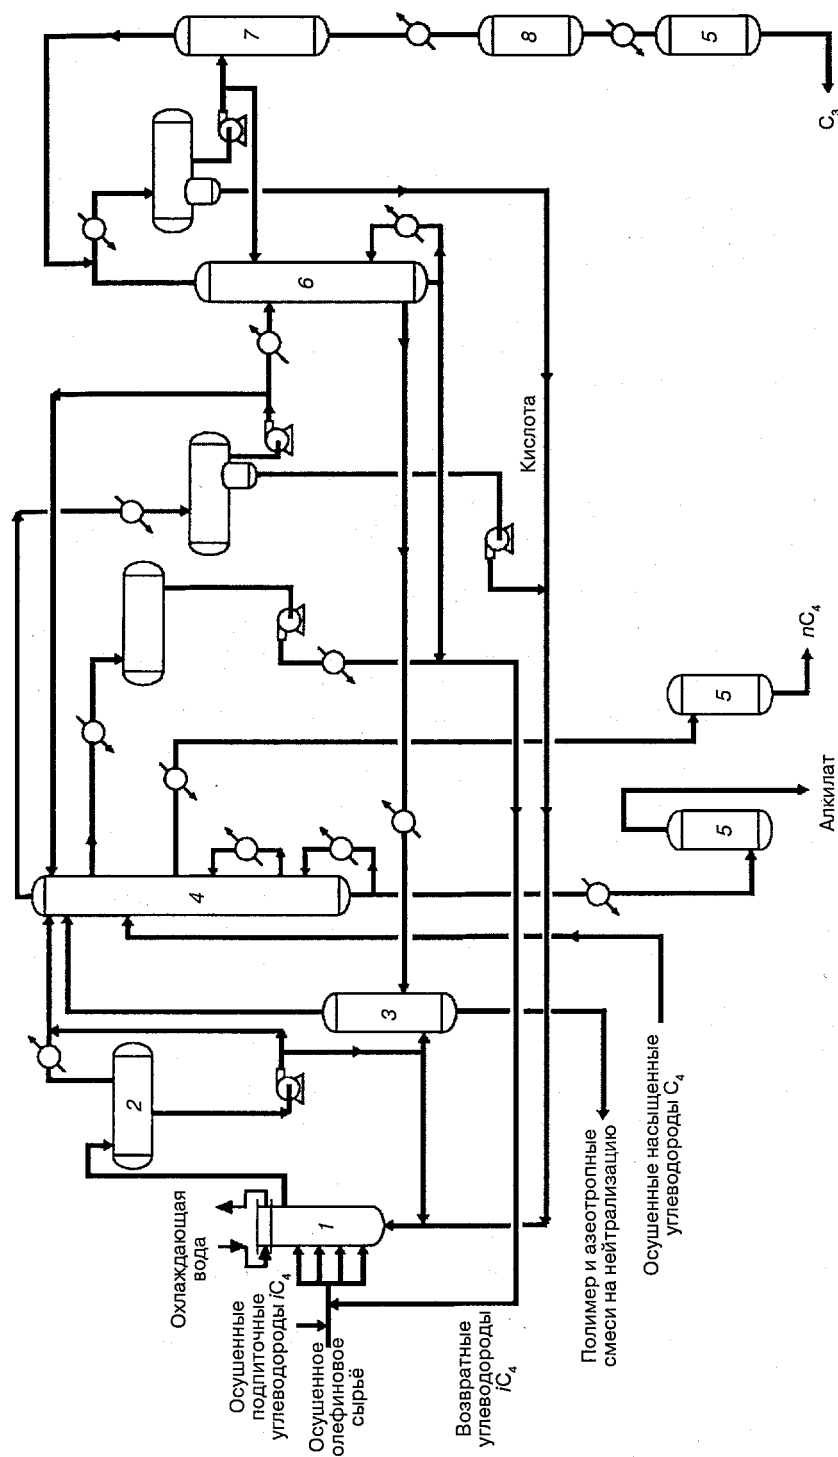 Охлаждающая
вода
Осушенные
подпиточные
углеводороды iC₄
Осушенное
олефиновое
сырьё
Возвратные
углеводороды
iC₄
Полимер и азеотропные
смеси на нейтрализацию
Осушенные насыщенные
углеводороды C₄
Алкилат
nC₄
Кислота
C₃
1
2
3
4
5
5
6
7
8
5